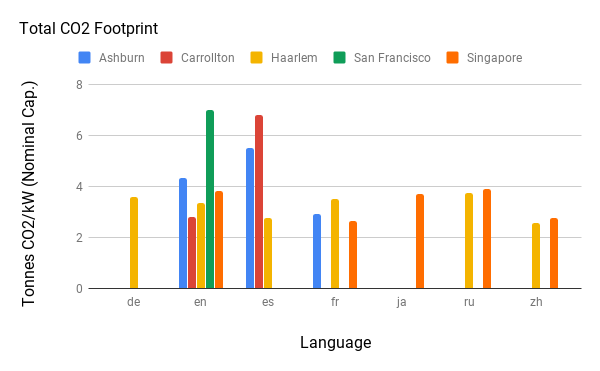 Total CO2 Footprint
Ashburn Carrollton Haarlem San Francisco Singapore
Tonnes CO2/kW (Nominal Cap.)
8
6
4
2
0
de en es fr ja ru zh
Language